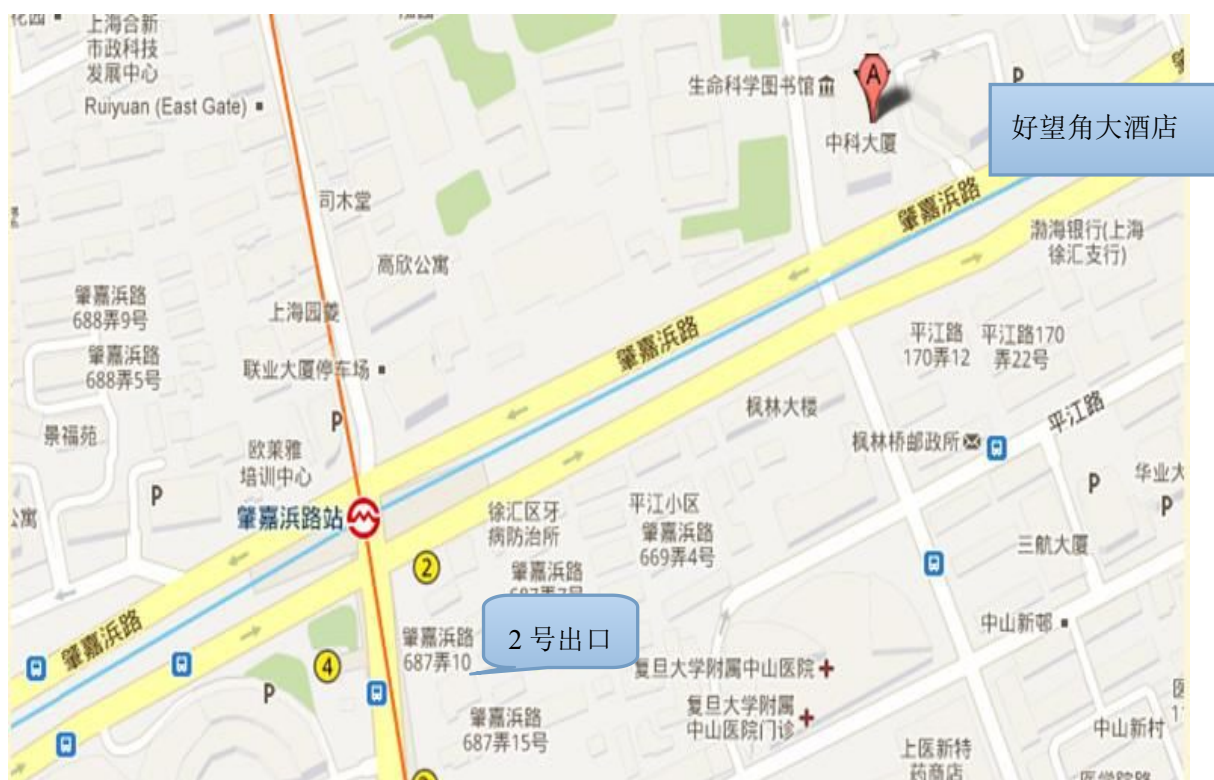 上海合新
市政科技
发展中心
Ruiyuan (East Gate)
生命科学图书馆
A
P
中科大厦
好望角大酒店
肇嘉浜路
渤海银行(上海
徐汇支行)
司木堂
高欣公寓
肇嘉浜路
688弄9号
上海园菱
肇嘉浜路
688弄5号
联业大厦停车场
肇嘉浜路
平江路
170弄12
平江路170
弄22号
枫林大楼
平江路
P
景福苑
欧莱雅
培训中心
枫林桥邮政所
P
P
华业大
P
肇嘉浜路站
徐汇区牙
病防治所
平江小区
肇嘉浜路
669弄4号
三航大厦
2
肇嘉浜路
2 号出口
肇嘉浜路
肇嘉浜路
687弄10
4
P
中山新邨
复旦大学附属中山医院
复旦大学附属
中山医院门诊
肇嘉浜路
687弄15号
中山新村
上医新特
药商店